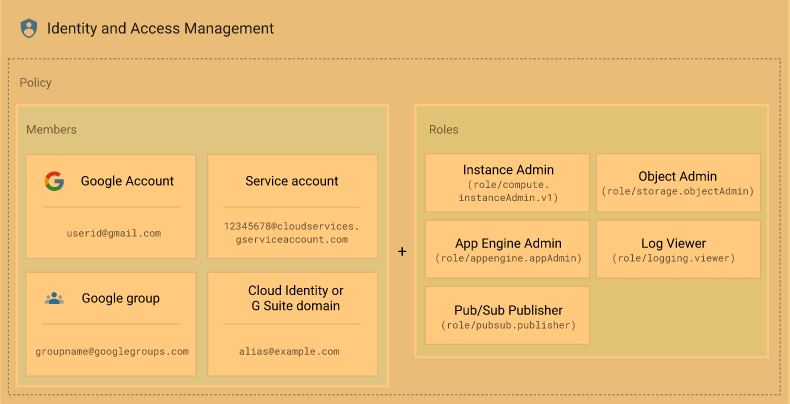 Identity and Access Management
Policy
Members
Google Account
userid@gmail.com
Service account
12345678@cloudservices.
gserviceaccount.com
Google group
groupname@googlegroups.com
Cloud Identity or
G Suite domain
alias@example.com
+
Roles
Instance Admin
(role/compute.
instanceAdmin.v1)
Object Admin
(role/storage.objectAdmin)
App Engine Admin
(role/appengine.appAdmin)
Log Viewer
(role/logging.viewer)
Pub/Sub Publisher
(role/pubsub.publisher)